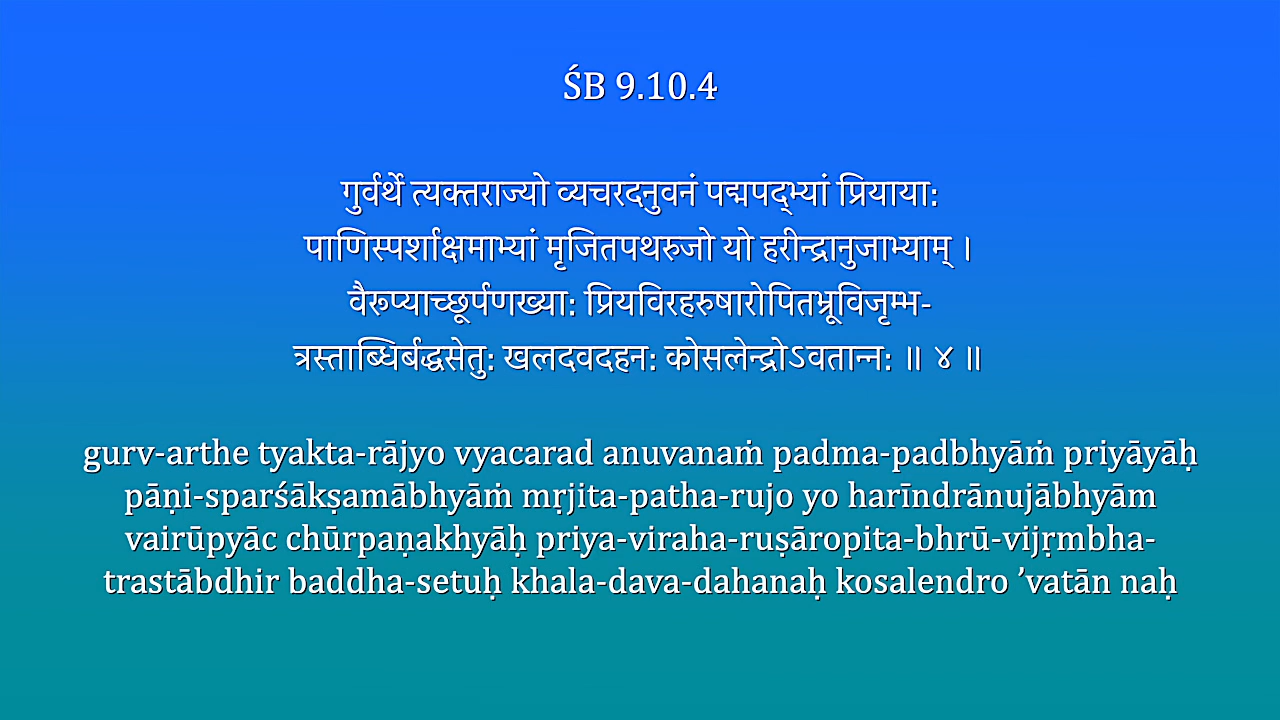 ŚB 9.10.4
गुर्वर्थे त्यक्तराज्यो व्यचरदनुवनं पद्मपद्‍भ्यां प्रियाया:
पाणिस्पर्शाक्षमाभ्यां मृजितपथरुजो यो हरीन्द्रानुजाभ्याम् ।
वैरूप्याच्छूर्पणख्या: प्रियविरहरुषारोपितभ्रूविजृम्भ-
त्रस्ताब्धिर्बद्धसेतु: खलदवदहन: कोसलेन्द्रोऽवतान्न: ॥ ४ ॥
gurv-arthe tyakta-rājyo vyacarad anuvanaṁ padma-padbhyāṁ priyāyāḥ
pāṇi-sparśākṣamābhyāṁ mṛjita-patha-rujo yo harīndrānujābhyām
vairūpyāc chūrpaṇakhyāḥ priya-viraha-ruṣāropita-bhrū-vijṛmbha-
trastābdhir baddha-setuḥ khala-dava-dahanaḥ kosalendro ’vatān naḥ